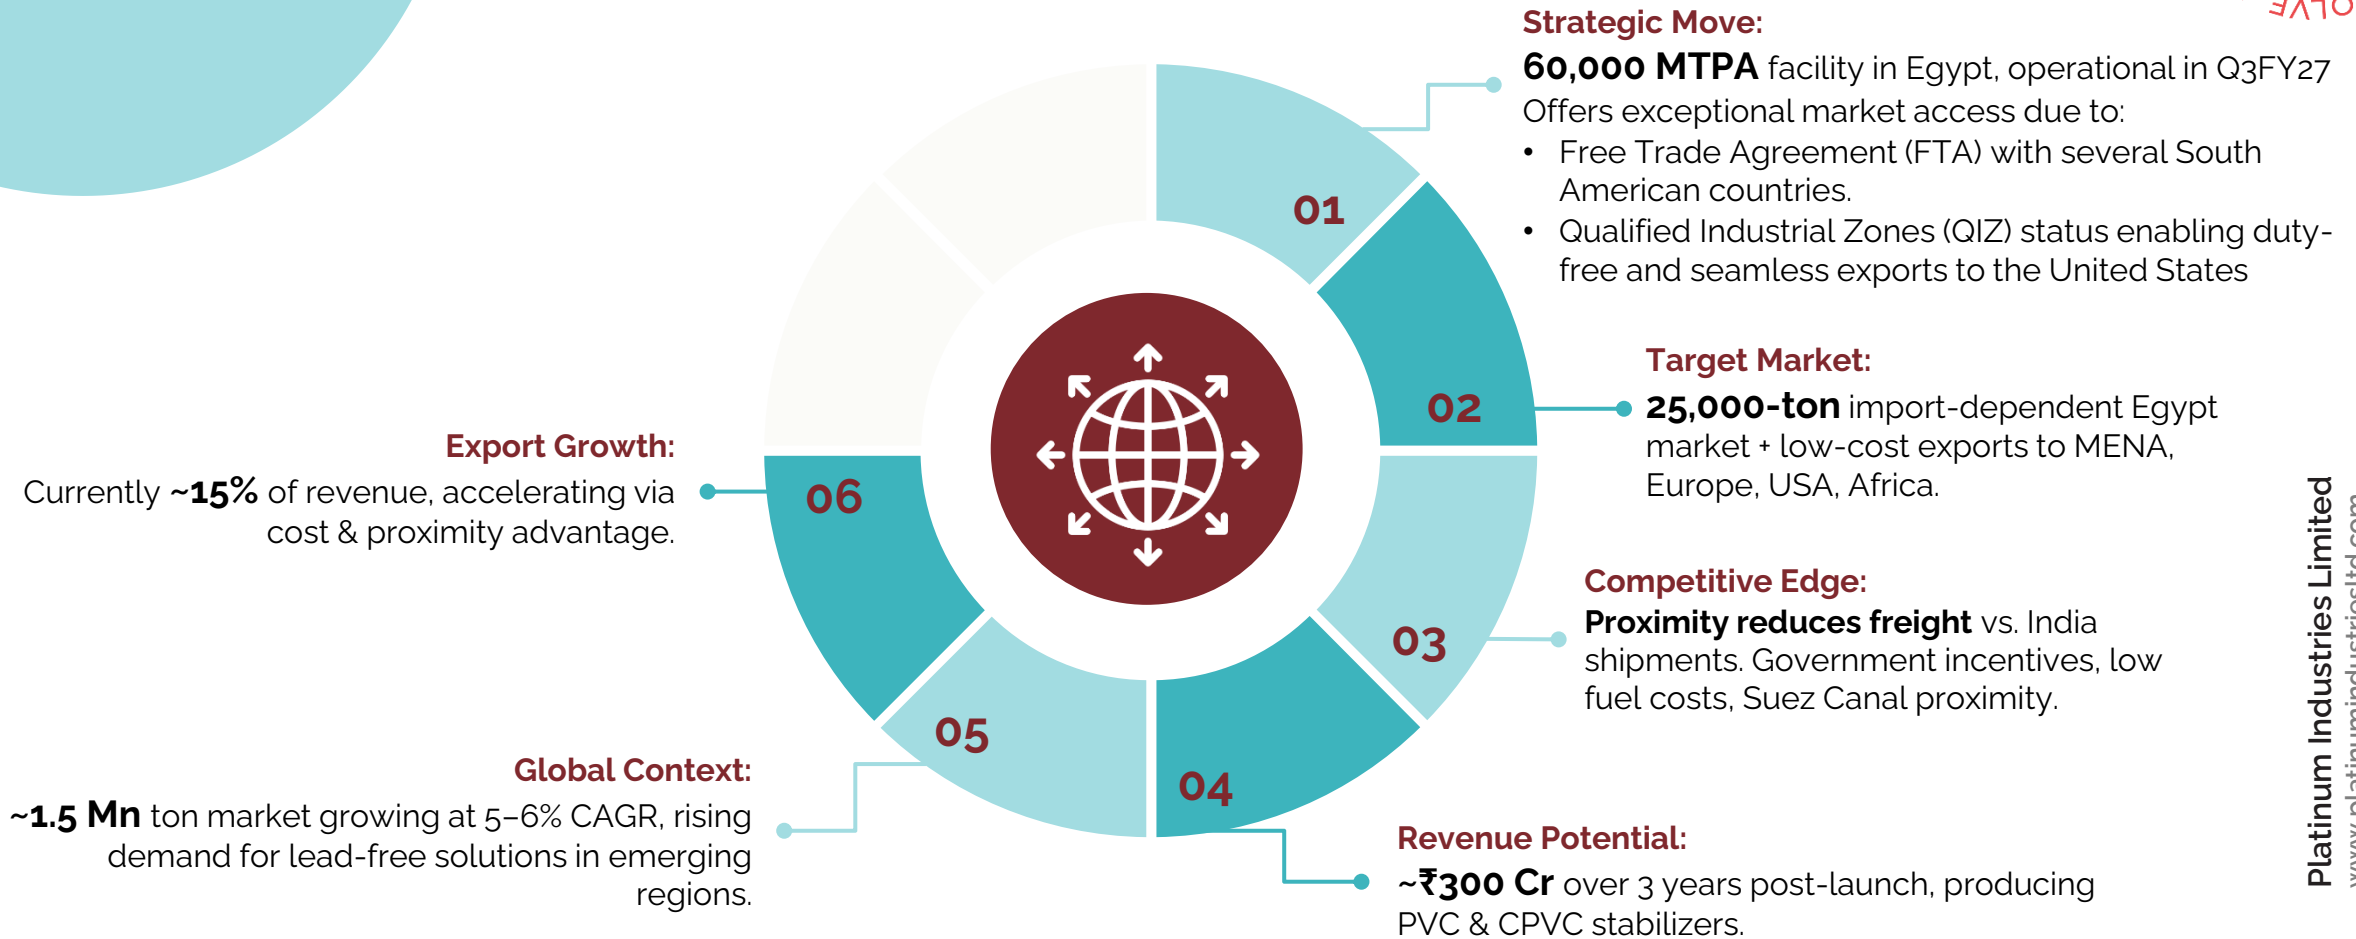 Strategic Move:
60,000 MTPA facility in Egypt, operational in Q3FY27
Offers exceptional market access due to:
• Free Trade Agreement (FTA) with several South
American countries.
• Qualified Industrial Zones (QIZ) status enabling duty-
free and seamless exports to the United States
01
02
Target Market:
25,000-ton import-dependent Egypt
market + low-cost exports to MENA,
Europe, USA, Africa.
03
Competitive Edge:
Proximity reduces freight vs. India
shipments. Government incentives, low
fuel costs, Suez Canal proximity.
04
Revenue Potential:
~₹300 Cr over 3 years post-launch, producing
PVC & CPVC stabilizers.
05
Global Context:
~1.5 Mn ton market growing at 5–6% CAGR, rising
demand for lead-free solutions in emerging
regions.
06
Export Growth:
Currently ~15% of revenue, accelerating via
cost & proximity advantage.
Platinum Industries Limited
www.platinumindustriesltd.com